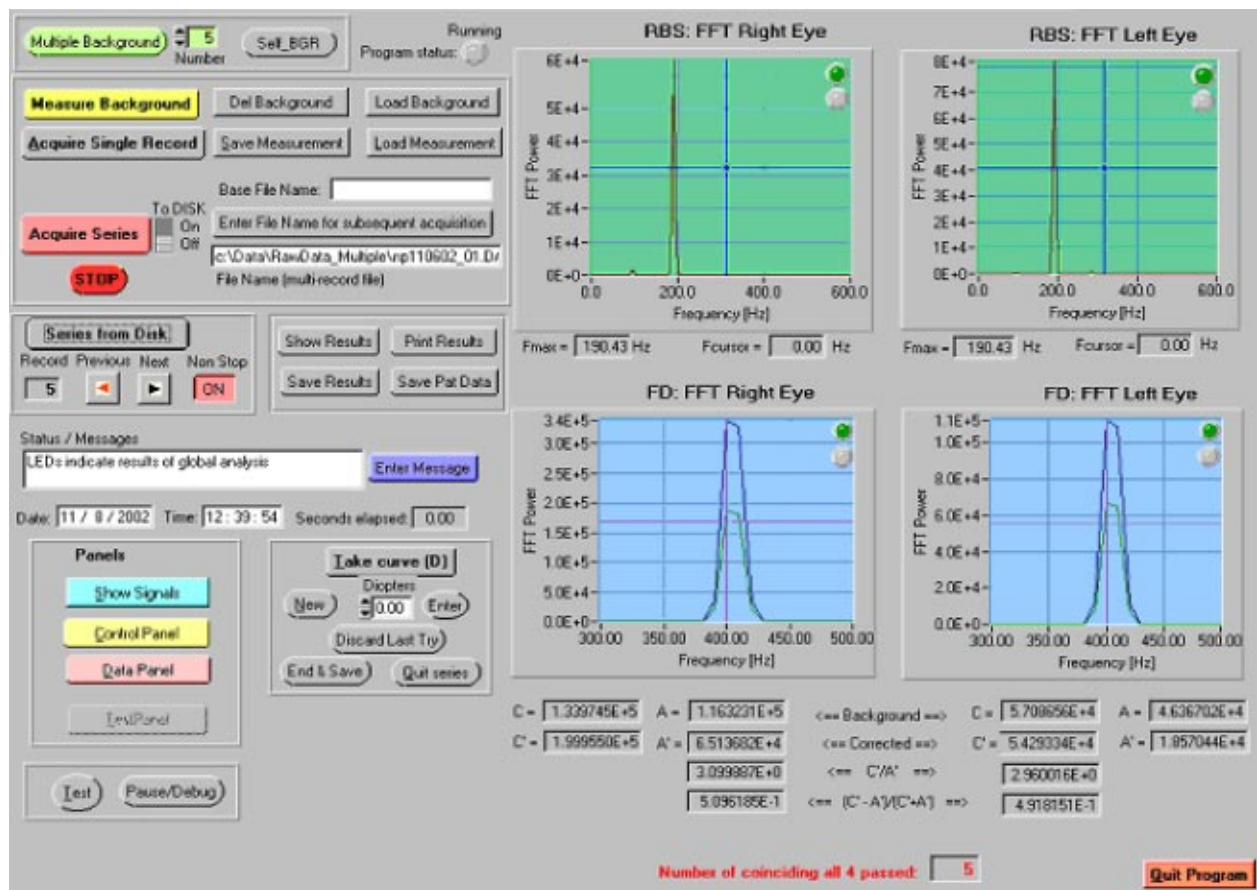 Multiple Background
5
Number
Self_BGR
Running
Program status:
Measure Background
Del Background
Load Background
Acquire Single Record
Save Measurement
Load Measurement
Base File Name:
To DISK
On
Off
Acquire Series
Enter File Name for subsequent acquisition
c:\Data\RawData_Multiple\np110602_01.DA
STOP
File Name (multi-record file)
Series from Disk
Record Previous Next Non Stop
5
ON
Show Results
Print Results
Save Results
Save Pat Data
Status / Messages
LEDs indicate results of global analysis
Enter Message
Date: 11 / 8 / 2002 Time: 12 : 39 : 54 Seconds elapsed: 0.00
Panels
Show Signals
Control Panel
Data Panel
TestPanel
Take curve (D)
Diopters
New
0.00
Enter
Discard Last Try
End & Save
Quit series
Test
Pause/Debug
RBS: FFT Right Eye
FFT Power
6E+4
5E+4
4E+4
3E+4
2E+4
1E+4
0E+0
0.0 200.0 400.0 600.0
Frequency [Hz]
Fmax = 190.43 Hz Fcursor = 0.00 Hz
RBS: FFT Left Eye
FFT Power
8E+4
7E+4
6E+4
5E+4
4E+4
3E+4
2E+4
1E+4
0E+0
0.0 200.0 400.0 600.0
Frequency [Hz]
Fmax = 190.43 Hz Fcursor = 0.00 Hz
FD: FFT Right Eye
FFT Power
3.4E+5
3.0E+5
2.5E+5
2.0E+5
1.5E+5
1.0E+5
5.0E+4
0.0E+0
300.00 350.00 400.00 450.00 500.00
Frequency [Hz]
FD: FFT Left Eye
FFT Power
1.1E+5
1.0E+5
8.0E+4
6.0E+4
4.0E+4
2.0E+4
0.0E+0
300.00 350.00 400.00 450.00 500.00
Frequency [Hz]
C = 1.339745E+5 A = 1.163231E+5 <== Background ==> C = 5.708656E+4 A = 4.636702E+4
C' = 1.999550E+5 A' = 6.513682E+4 <== Corrected ==> C' = 5.429334E+4 A' = 1.857044E+4
3.099887E+0 <== C'/A' ==> 2.960016E+0
5.096185E-1 <== (C'-A')/(C'+A') ==> 4.918151E-1
Number of coinciding all 4 passed: 5
Quit Program